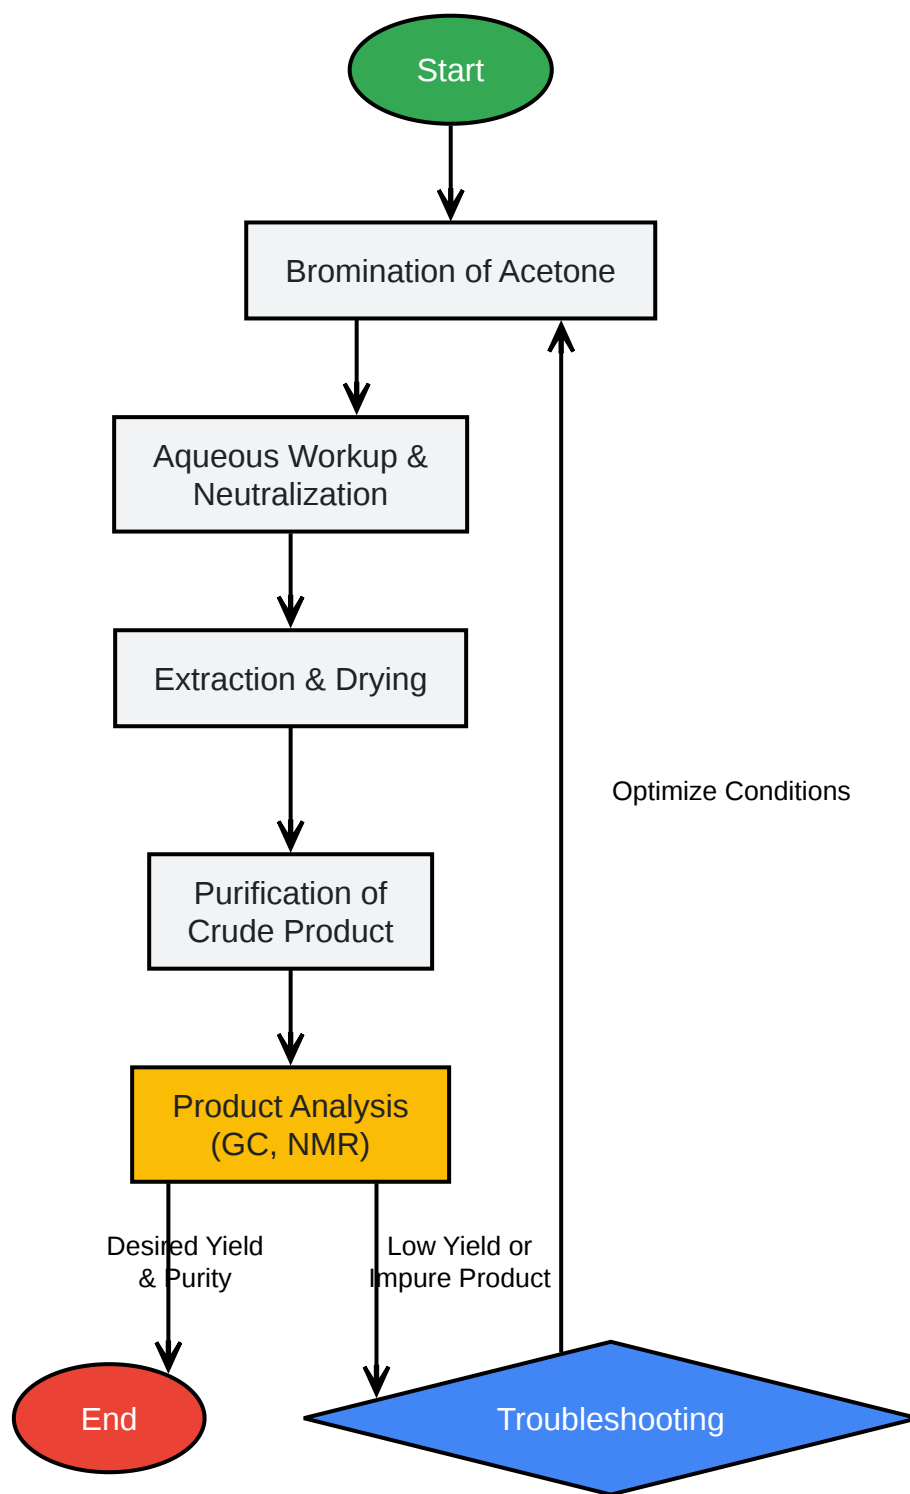 Start
Bromination of Acetone
Aqueous Workup &
Neutralization
Extraction & Drying
Optimize Conditions
Purification of
Crude Product
Product Analysis
(GC, NMR)
Desired Yield
& Purity
Low Yield or
Impure Product
End
Troubleshooting